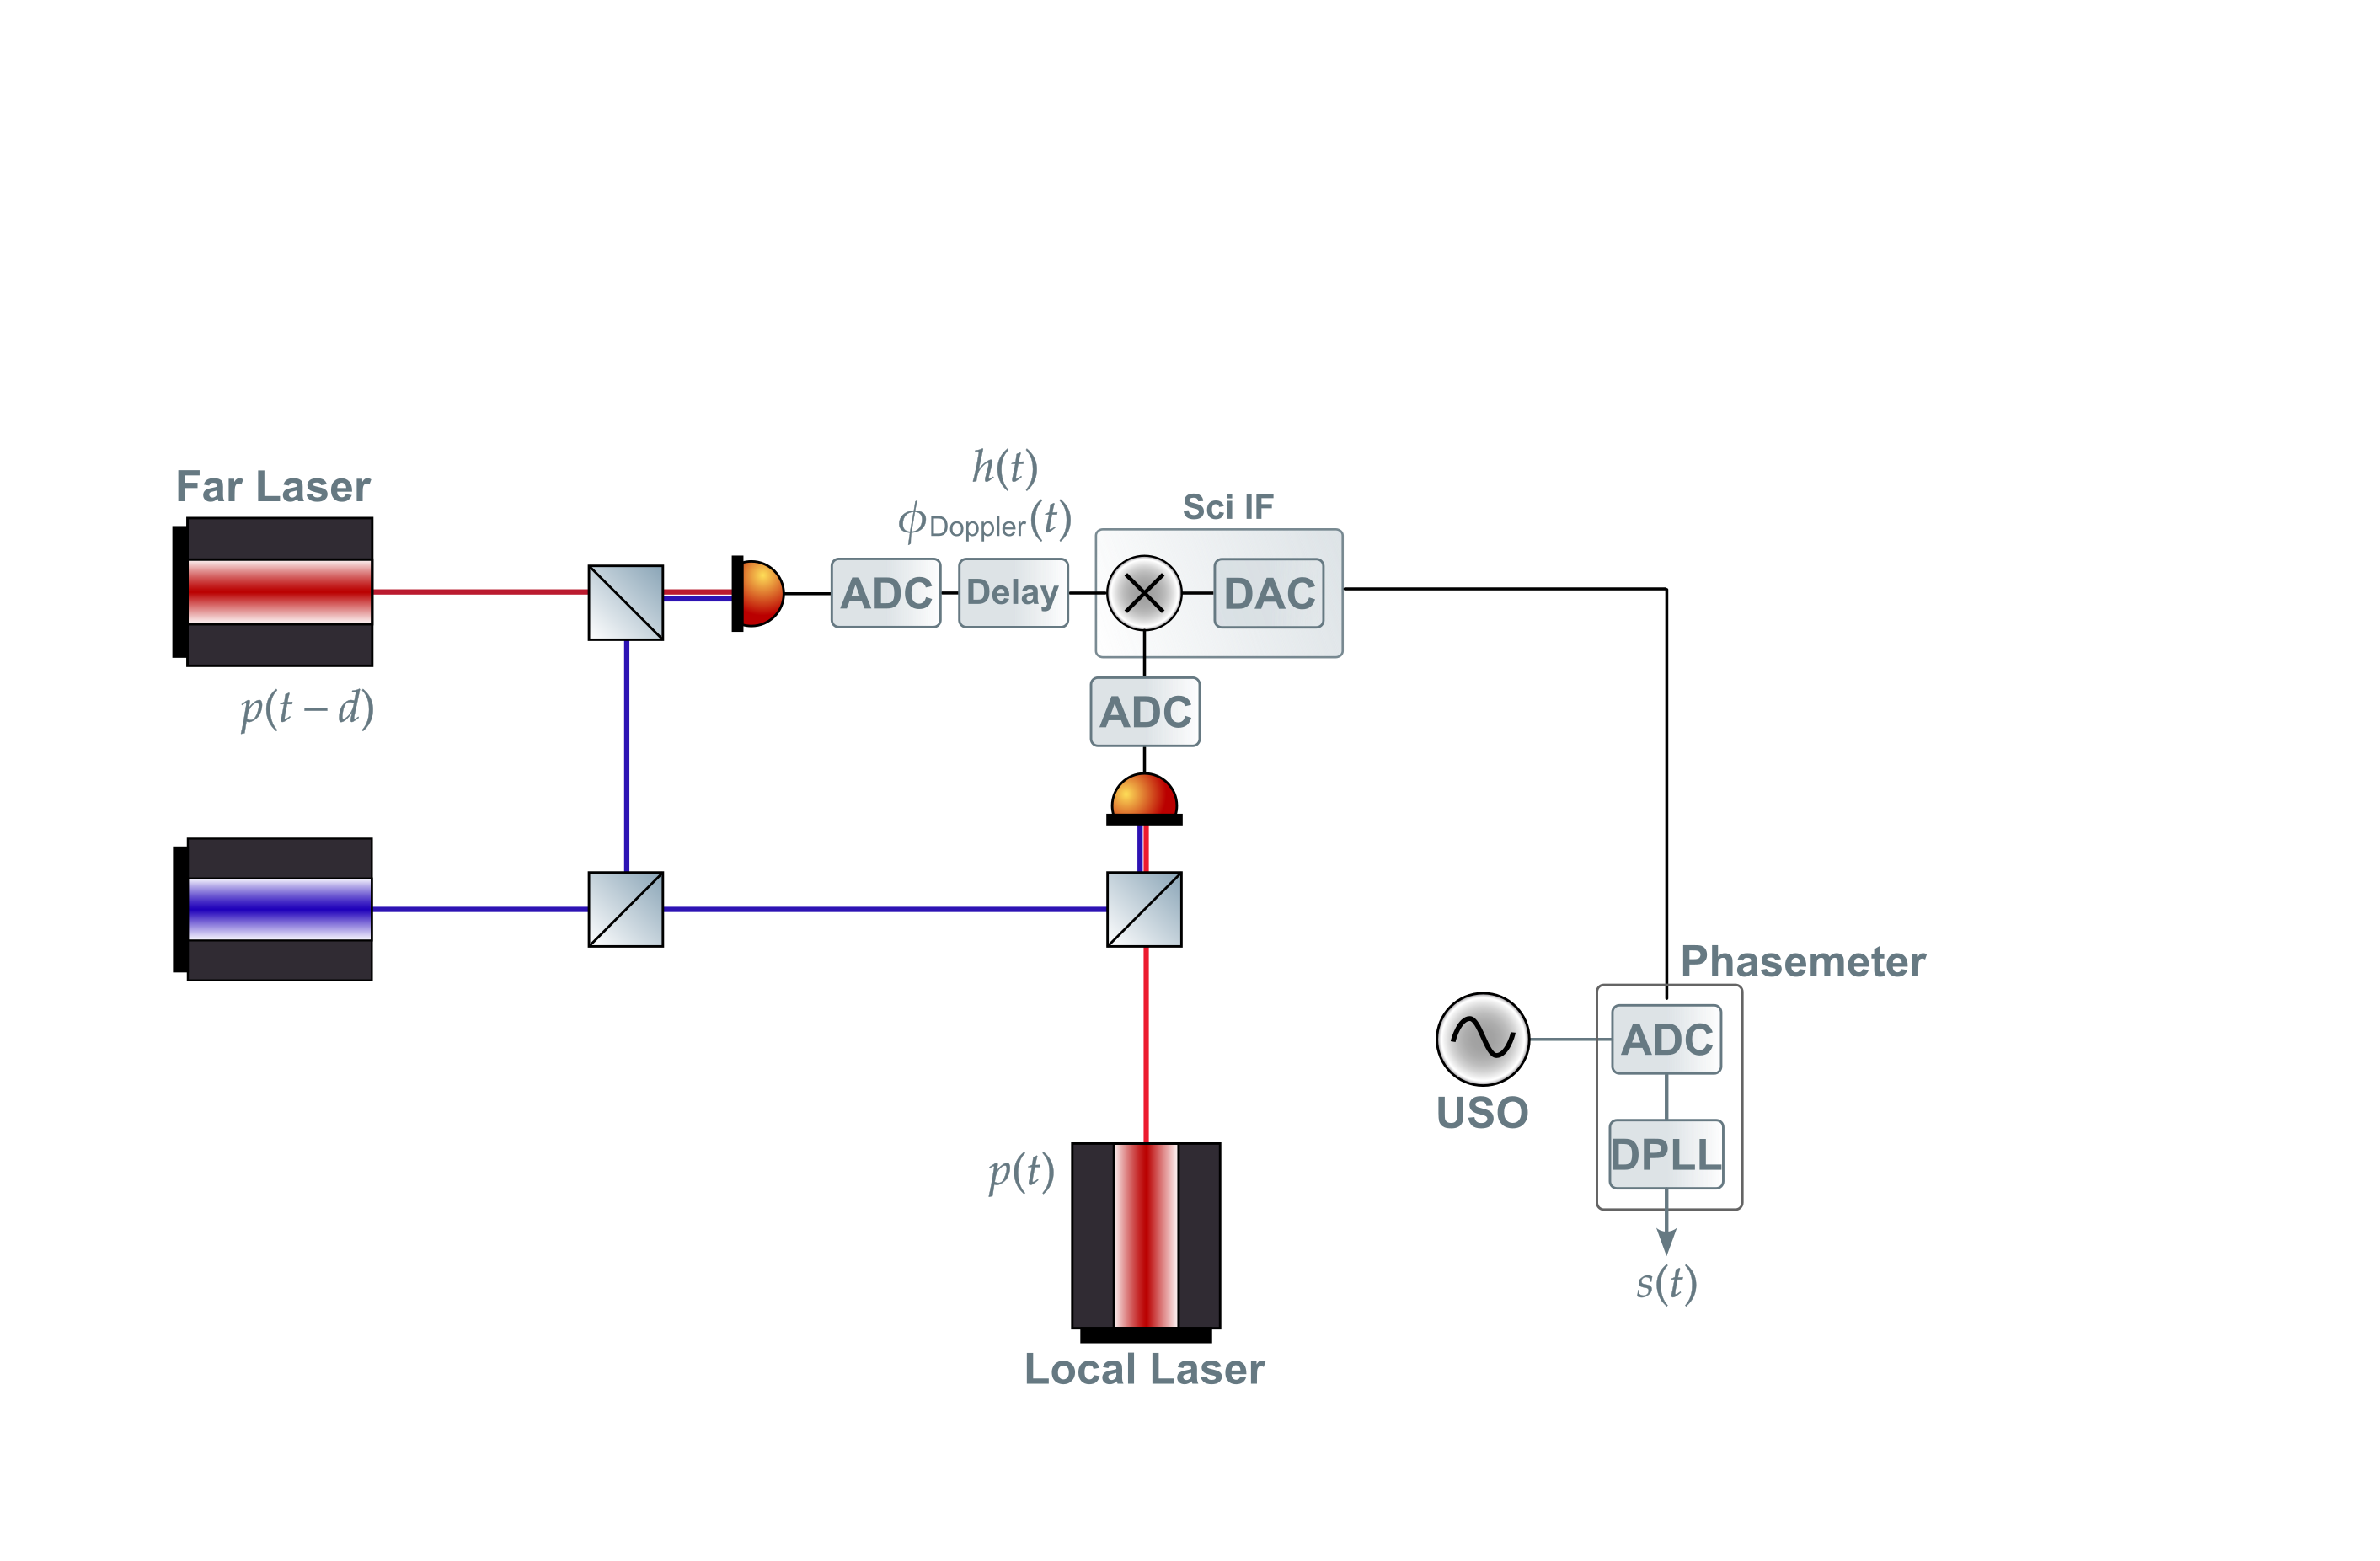 h(t)
Far Laser
ϕDoppler(t)
Sci IF
ADC
Delay
DAC
p(t − d)
ADC
Phasemeter
ADC
USO
DPLL
p(t)
s(t)
Local Laser